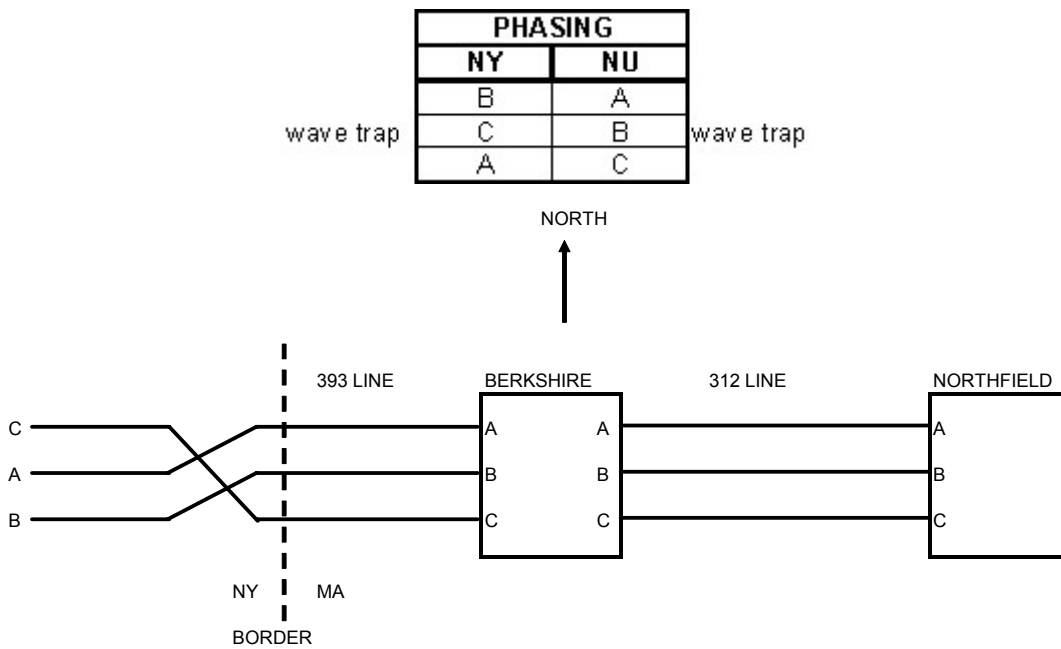 PHASING
NY NU
B A
wave trap C B wave trap
A C
NORTH
393 LINE BERKSHIRE 312 LINE NORTHFIELD
C A A A
A B B B
B C C C
NY MA
BORDER